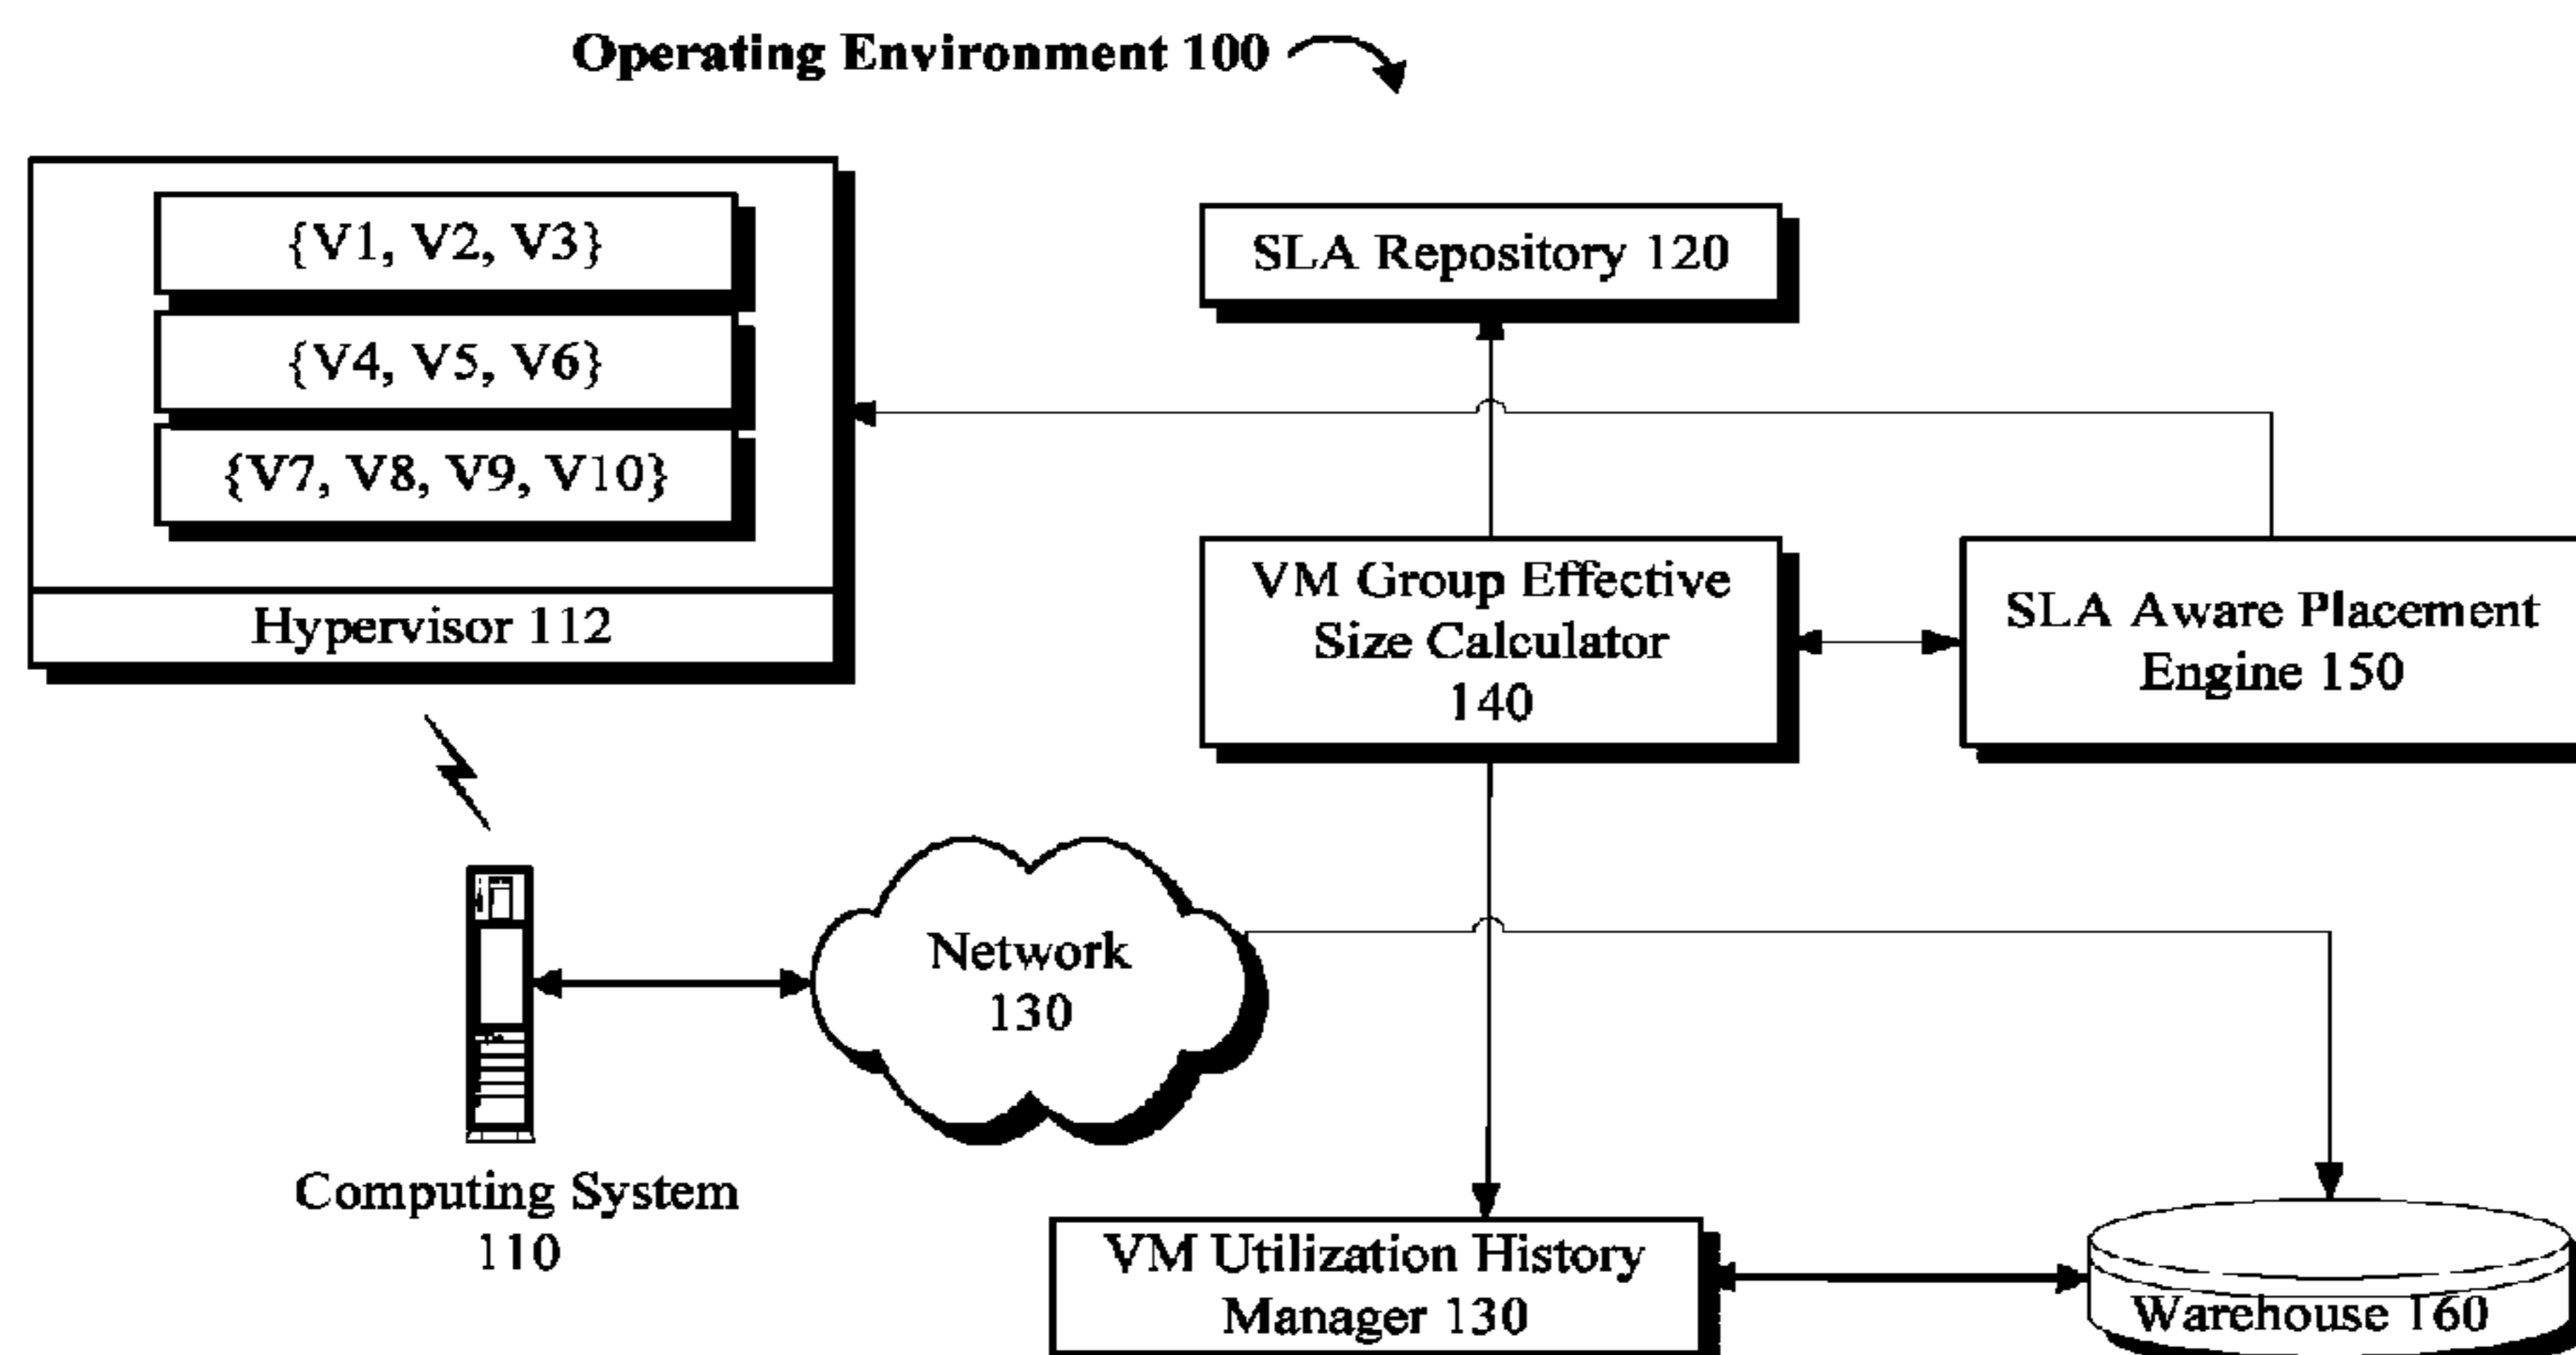 Operating Environment 100
{V1, V2, V3}
{V4, V5, V6}
{V7, V8, V9, V10}
Hypervisor 112
SLA Repository 120
VM Group Effective
Size Calculator
140
SLA Aware Placement
Engine 150
Network
130
Computing System
110
VM Utilization History
Manager 130
Warehouse 160